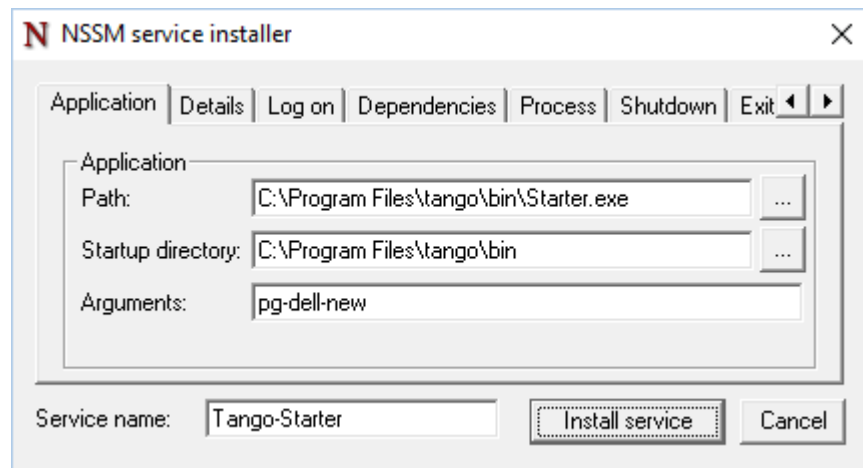 NSSM service installer
Application Details Log on Dependencies Process Shutdown Exit
Application
Path: C:\Program Files\tango\bin\Starter.exe ...
Startup directory: C:\Program Files\tango\bin ...
Arguments: pg-dell-new
Service name: Tango-Starter Install service Cancel